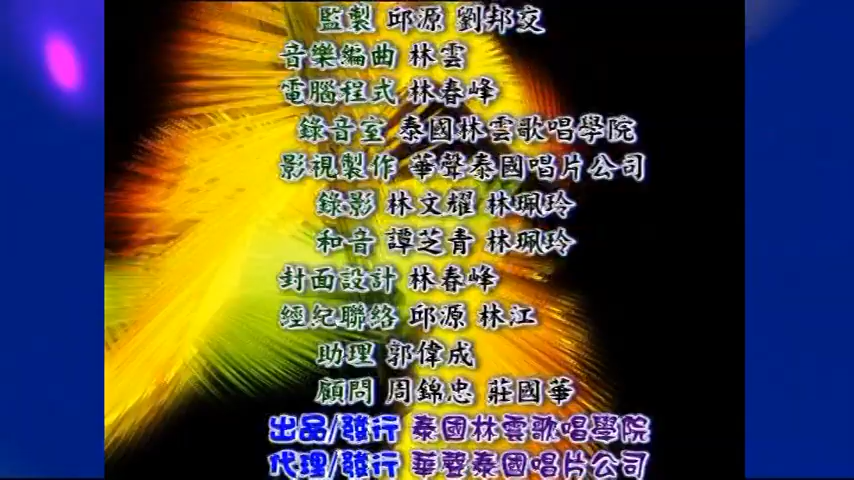 監製 邱源 劉邦交
音樂編曲 林雲
電腦程式 林春峰
錄音室 泰國林雲歌唱學院
影視製作 華聲泰國唱片公司
錄影 林文耀 林珮玲
和音 譚芝青 林珮玲
封面設計 林春峰
經紀聯絡 邱源 林江
助理 郭偉成
顧問 周錦忠 莊國華
出品/發行 泰國林雲歌唱學院
代理/發行 華聲泰國唱片公司